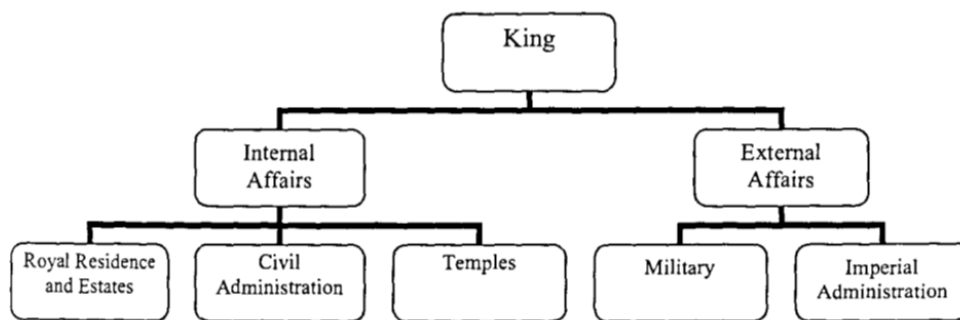 King
Internal
Affairs
External
Affairs
Royal Residence
and Estates
Civil
Administration
Temples
Military
Imperial
Administration